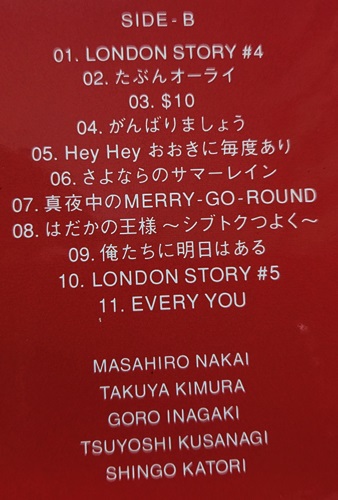 SIDE - B
01. LONDON STORY #4
02. たぶんオーライ
03. $10
04. がんばりましょう
05. Hey Hey おおきに毎度あり
06. さよならのサマーレイン
07. 真夜中のMERRY-GO-ROUND
08. はだかの王様 ～シブトクつよく～
09. 俺たちに明日はある
10. LONDON STORY #5
11. EVERY YOU
MASAHIRO NAKAI
TAKUYA KIMURA
GORO INAGAKI
TSUYOSHI KUSANAGI
SHINGO KATORI